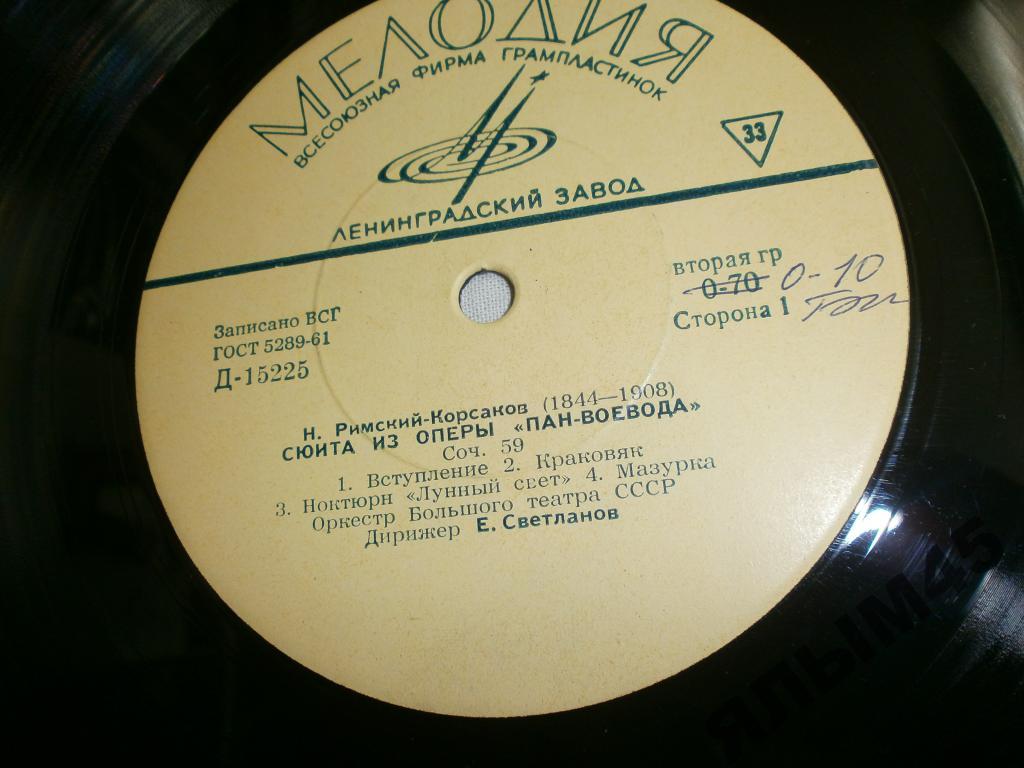 МЕЛОДИЯ
ВСЕСОЮЗНАЯ ФИРМА ГРАМПЛАСТИНОК
33
ЛЕНИНГРАДСКИЙ ЗАВОД
вторая гр
0-70 0-10
Сторона 1
Записано ВСГ
ГОСТ 5289-61
Д-15225
Н. Римский-Корсаков (1844—1908)
СЮИТА ИЗ ОПЕРЫ «ПАН-ВОЕВОДА»
Соч. 59
1. Вступление 2. Краковяк
3. Ноктюрн «Лунный свет» 4. Мазурка
Оркестр Большого театра СССР
Дирижер Е. Светланов
ЯЛЫМ45